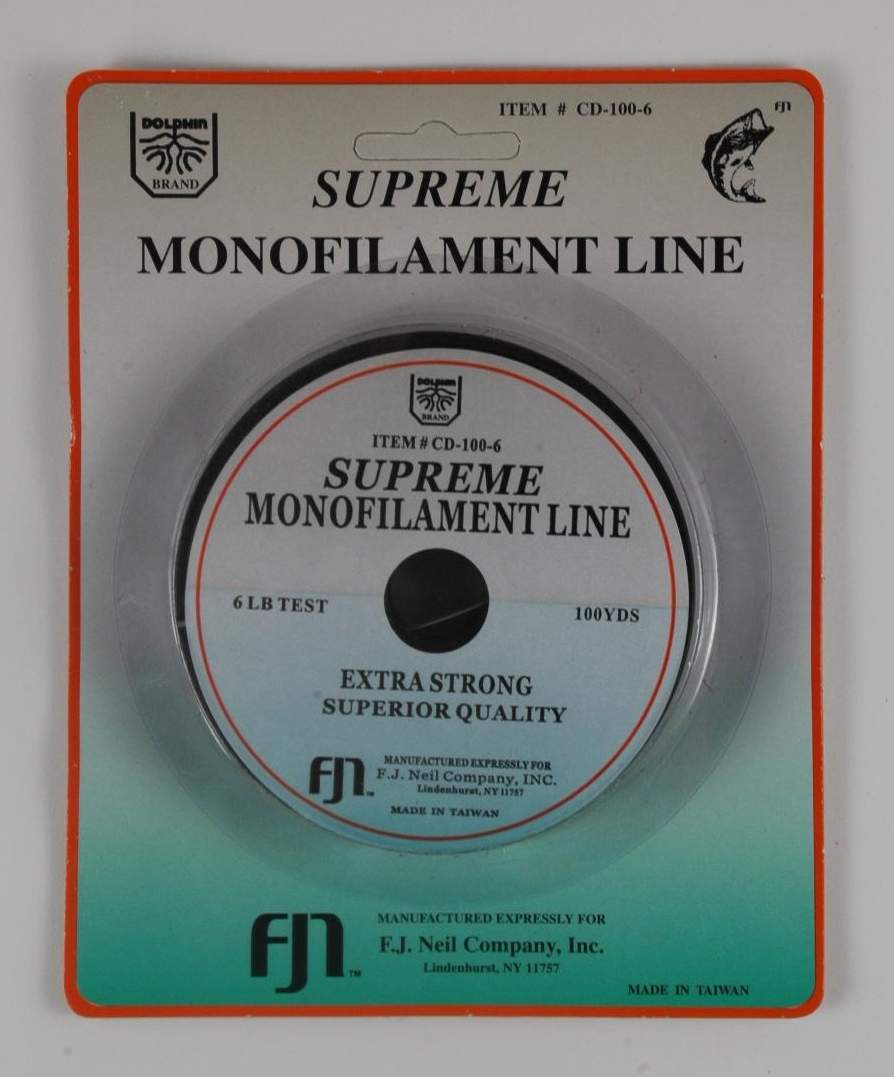 ITEM # CD-100-6
FJN
DOLPHIN
BRAND
SUPREME
MONOFILAMENT LINE
DOLPHIN
BRAND
ITEM # CD-100-6
SUPREME
MONOFILAMENT LINE
6 LB TEST
100YDS
EXTRA STRONG
SUPERIOR QUALITY
FJN™
MANUFACTURED EXPRESSLY FOR
F.J. Neil Company, INC.
Lindenhurst, NY 11757
MADE IN TAIWAN
FJN™
MANUFACTURED EXPRESSLY FOR
F.J. Neil Company, Inc.
Lindenhurst, NY 11757
MADE IN TAIWAN